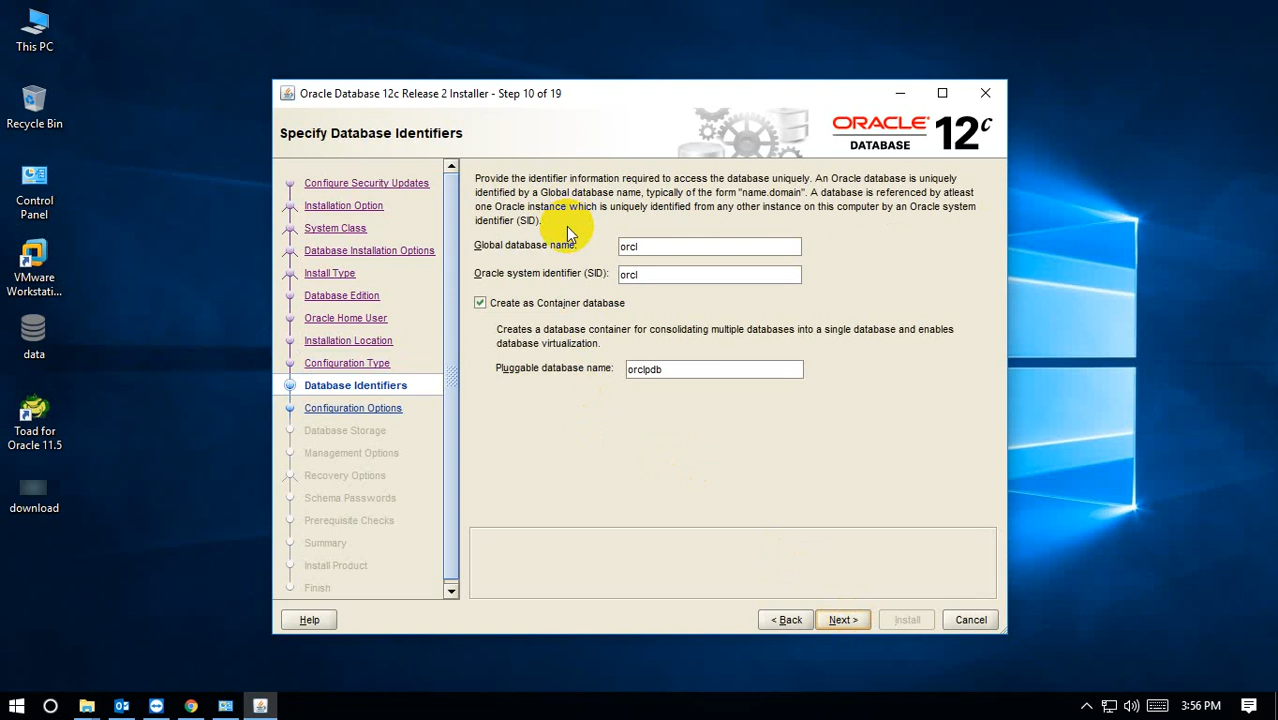 This PC
Recycle Bin
Control
Panel
VMware
Workstati...
data
Toad for
Oracle 11.5
download
Oracle Database 12c Release 2 Installer - Step 10 of 19
Specify Database Identifiers
ORACLE
DATABASE
12c
Configure Security Updates
Installation Option
System Class
Database Installation Options
Install Type
Database Edition
Oracle Home User
Installation Location
Configuration Type
Database Identifiers
Configuration Options
Database Storage
Management Options
Recovery Options
Schema Passwords
Prerequisite Checks
Summary
Install Product
Finish
Provide the identifier information required to access the database uniquely. An Oracle database is uniquely
identified by a Global database name, typically of the form "name.domain". A database is referenced by atleast
one Oracle instance which is uniquely identified from any other instance on this computer by an Oracle system
identifier (SID).
Global database name: orcl
Oracle system identifier (SID): orcl
Create as Container database
Creates a database container for consolidating multiple databases into a single database and enables
database virtualization.
Pluggable database name: orclpdb
Help
< Back
Next >
Install
Cancel
3:56 PM